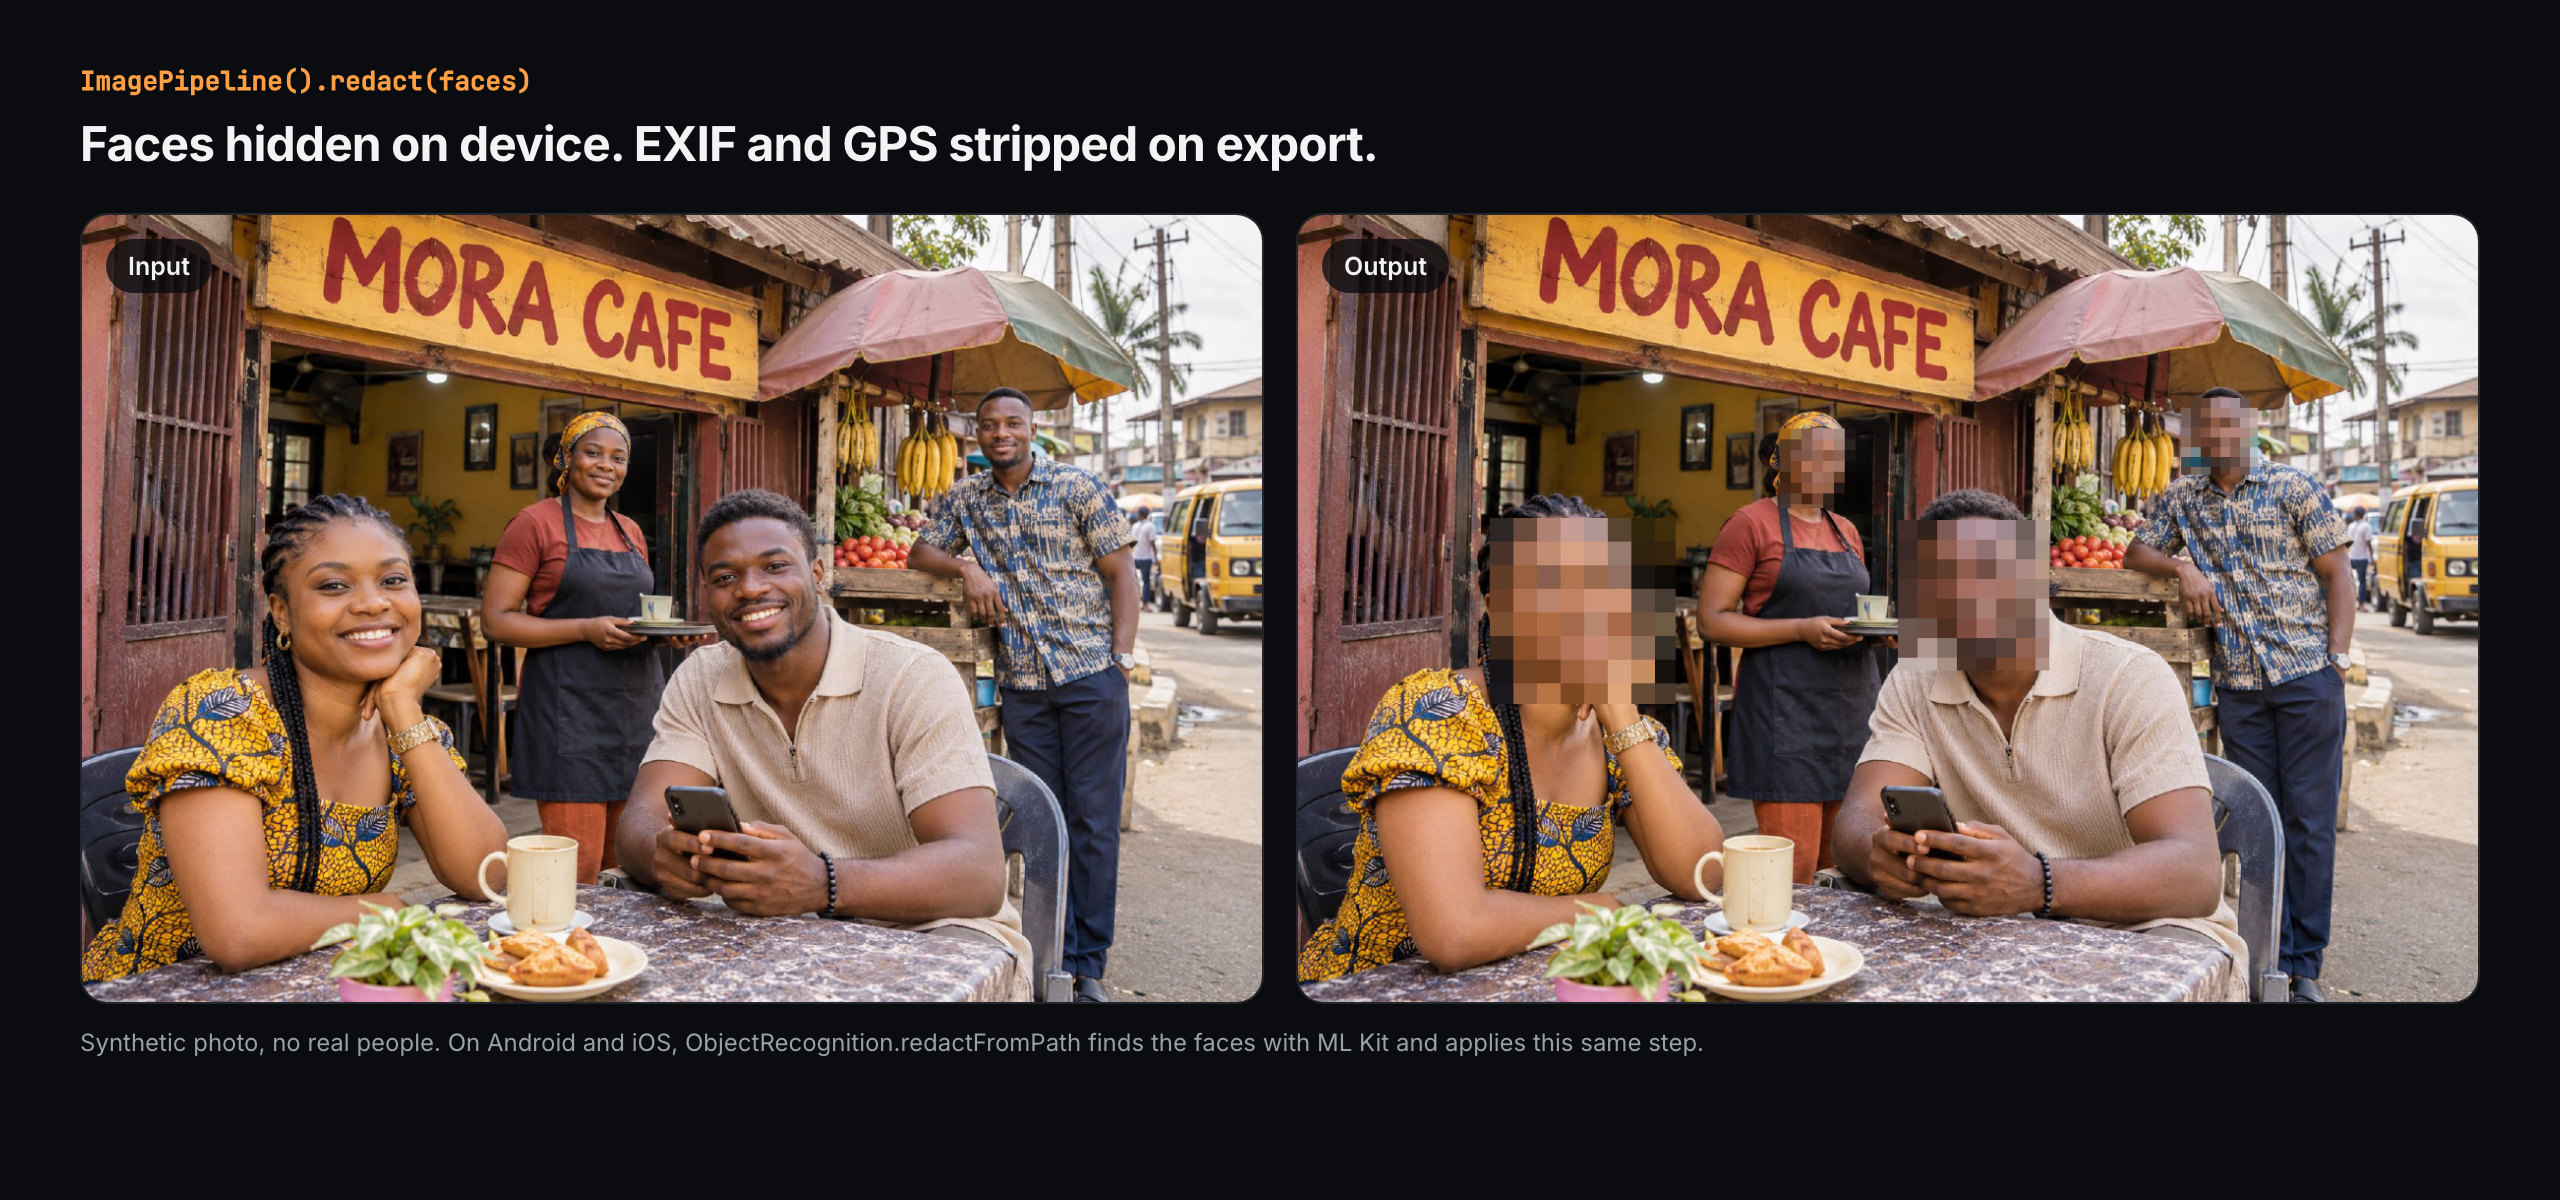 ImagePipeline().redact(faces)
Faces hidden on device. EXIF and GPS stripped on export.
Input
MORA CAFE
Output
MORA CAFE
Synthetic photo, no real people. On Android and iOS, ObjectRecognition.redactFromPath finds the faces with ML Kit and applies this same step.